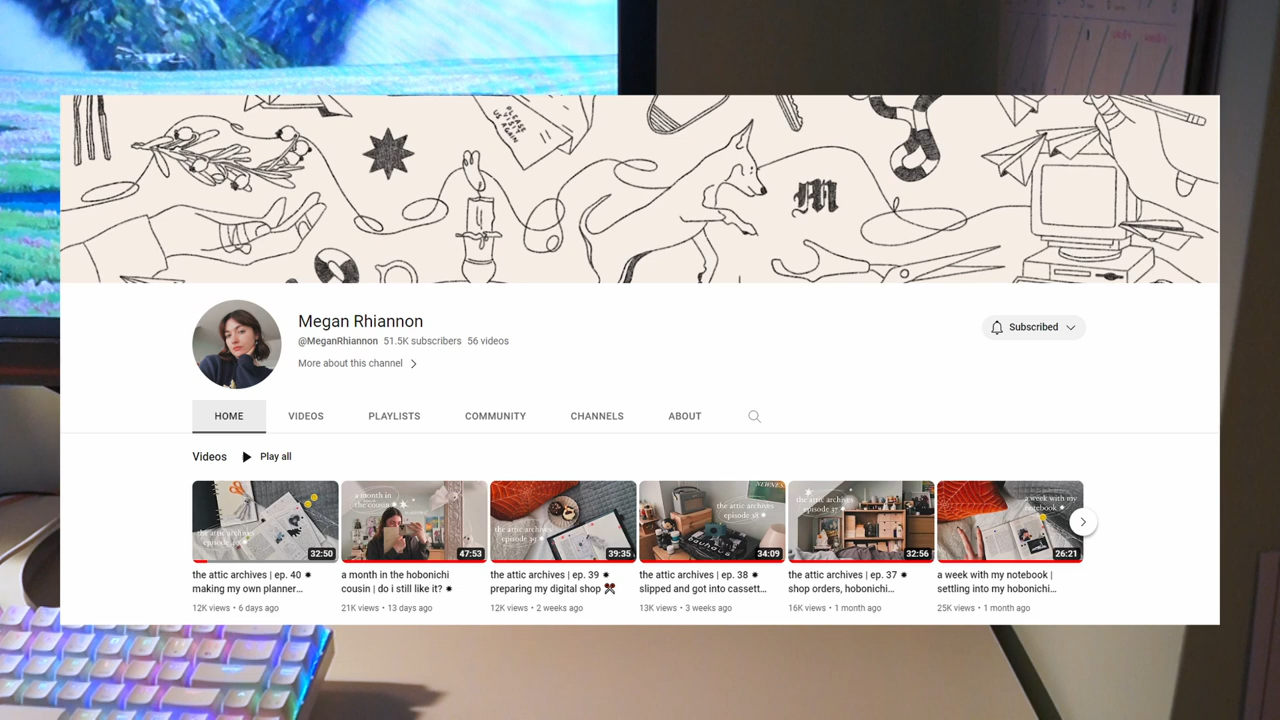 PLEASE
VISIT
US
AGAIN
M
Megan Rhiannon
@MeganRhiannon 51.5K subscribers 56 videos
More about this channel
Subscribed
HOME VIDEOS PLAYLISTS COMMUNITY CHANNELS ABOUT
Videos Play all
the attic archives
32:50
a month in
the cousin
47:53
the attic archives
episode 39
39:35
the attic archives
episode 38
34:09
the attic archives
episode 37
32:56
a week with my
notebook
26:21
the attic archives | ep. 40 ✷
making my own planner...
12K views • 6 days ago
a month in the hobonichi
cousin | do i still like it? ✷
21K views • 13 days ago
the attic archives | ep. 39 ✷
preparing my digital shop
12K views • 2 weeks ago
the attic archives | ep. 38 ✷
slipped and got into cassett...
13K views • 3 weeks ago
the attic archives | ep. 37 ✷
shop orders, hobonichi...
16K views • 1 month ago
a week with my notebook |
settling into my hobonichi...
25K views • 1 month ago